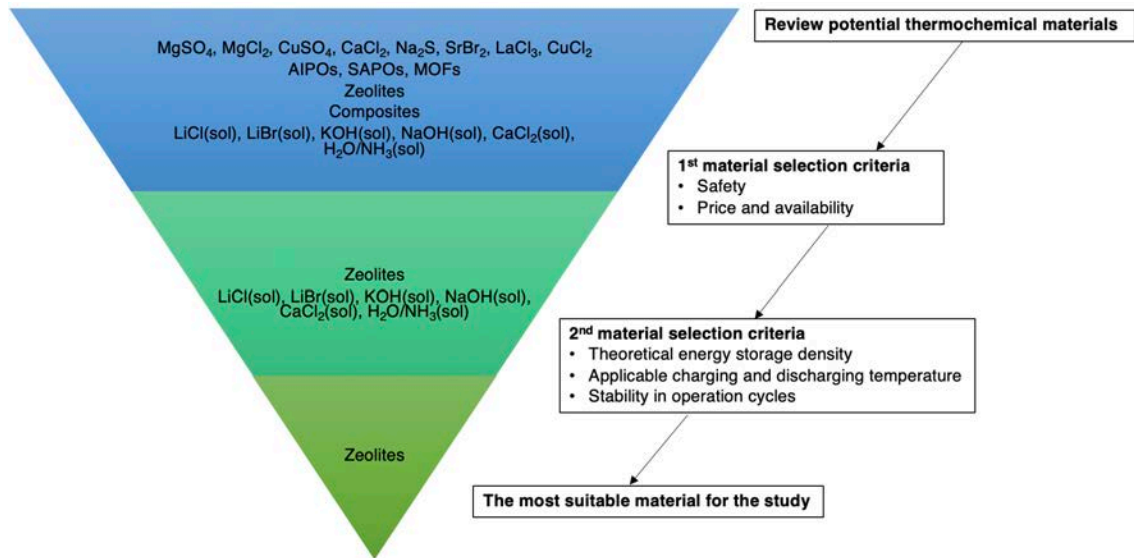 Review potential thermochemical materials
MgSO₄, MgCl₂, CuSO₄, CaCl₂, Na₂S, SrBr₂, LaCl₃, CuCl₂
AlPOs, SAPOs, MOFs
Zeolites
Composites
LiCl(sol), LiBr(sol), KOH(sol), NaOH(sol), CaCl₂(sol),
H₂O/NH₃(sol)
1st material selection criteria
• Safety
• Price and availability
Zeolites
LiCl(sol), LiBr(sol), KOH(sol), NaOH(sol),
CaCl₂(sol), H₂O/NH₃(sol)
2nd material selection criteria
• Theoretical energy storage density
• Applicable charging and discharging temperature
• Stability in operation cycles
Zeolites
The most suitable material for the study